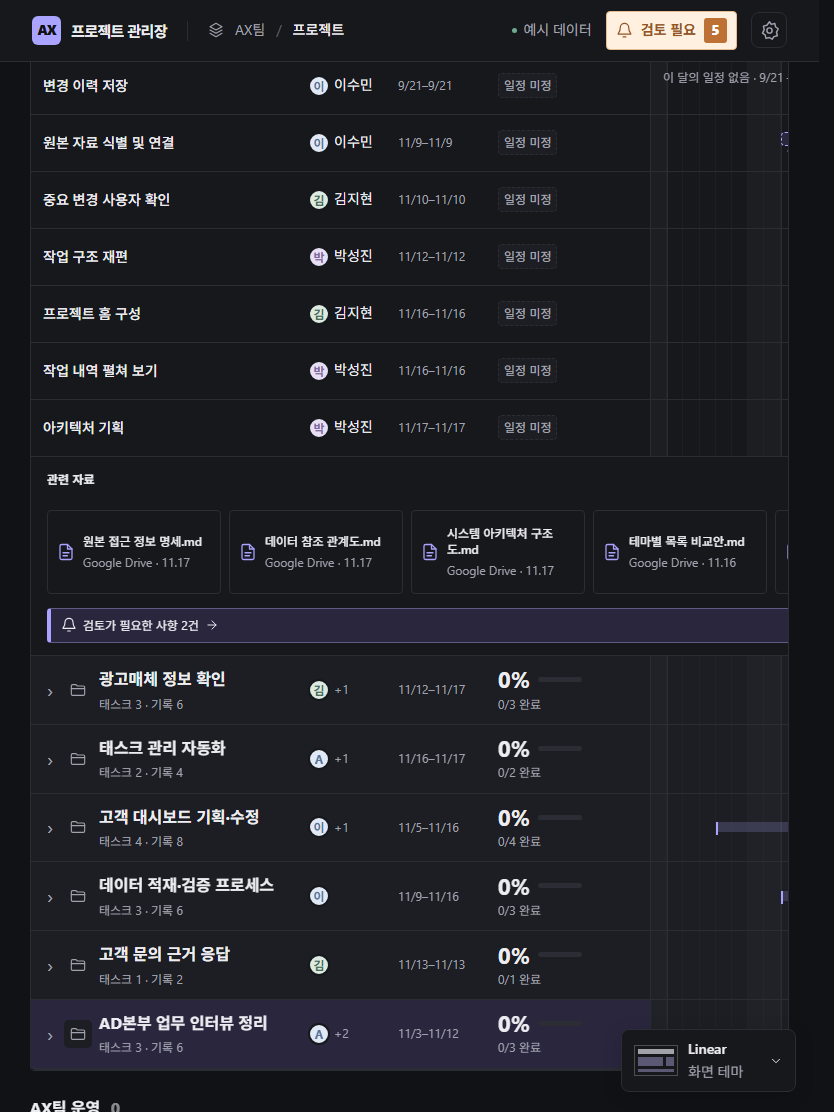 AX 프로젝트 관리장 AX팀 / 프로젝트 예시 데이터 검토 필요 5
변경 이력 저장 이 이수민 9/21–9/21 일정 미정 이 달의 일정 없음 · 9/21
원본 자료 식별 및 연결 이 이수민 11/9–11/9 일정 미정
중요 변경 사용자 확인 김 김지현 11/10–11/10 일정 미정
작업 구조 재편 박 박성진 11/12–11/12 일정 미정
프로젝트 홈 구성 김 김지현 11/16–11/16 일정 미정
작업 내역 펼쳐 보기 박 박성진 11/16–11/16 일정 미정
아키텍처 기획 박 박성진 11/17–11/17 일정 미정
관련 자료
원본 접근 정보 명세.md
Google Drive · 11.17
데이터 참조 관계도.md
Google Drive · 11.17
시스템 아키텍처 구조
도.md
Google Drive · 11.17
테마별 목록 비교안.md
Google Drive · 11.16
검토가 필요한 사항 2건 →
광고매체 정보 확인 김 +1 11/12–11/17 0%
태스크 3 · 기록 6 0/3 완료
태스크 관리 자동화 A +1 11/16–11/17 0%
태스크 2 · 기록 4 0/2 완료
고객 대시보드 기획·수정 이 +1 11/5–11/16 0%
태스크 4 · 기록 8 0/4 완료
데이터 적재·검증 프로세스 이 11/9–11/16 0%
태스크 3 · 기록 6 0/3 완료
고객 문의 근거 응답 김 11/13–11/13 0%
태스크 1 · 기록 2 0/1 완료
AD본부 업무 인터뷰 정리 A +2 11/3–11/12 0%
태스크 3 · 기록 6 0/3 완료
Linear
화면 테마
AX팀 운영 0